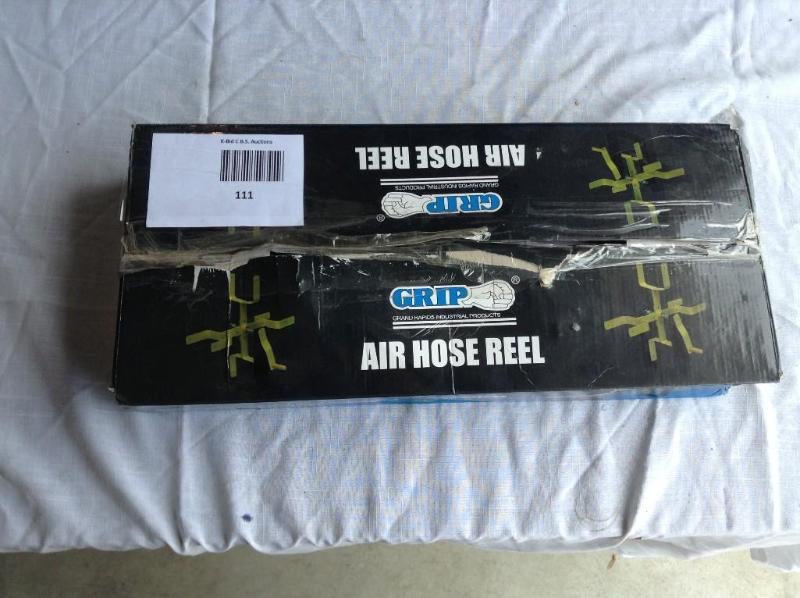 K-Bid C.B.S. Auctions
111
AIR HOSE REEL
GRAND RAPIDS INDUSTRIAL PRODUCTS
GRIP ®
GRIP ®
GRAND RAPIDS INDUSTRIAL PRODUCTS
AIR HOSE REEL